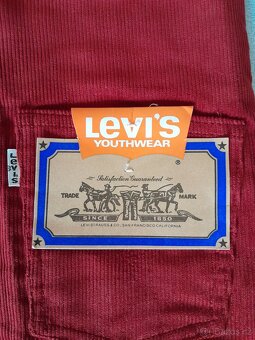 LEVI'S
YOUTHWEAR
Levi's
Satisfaction Guaranteed
TRADE MARK
SINCE 1850
LEVI STRAUSS & CO., SAN FRANCISCO CALIFORNIA
®